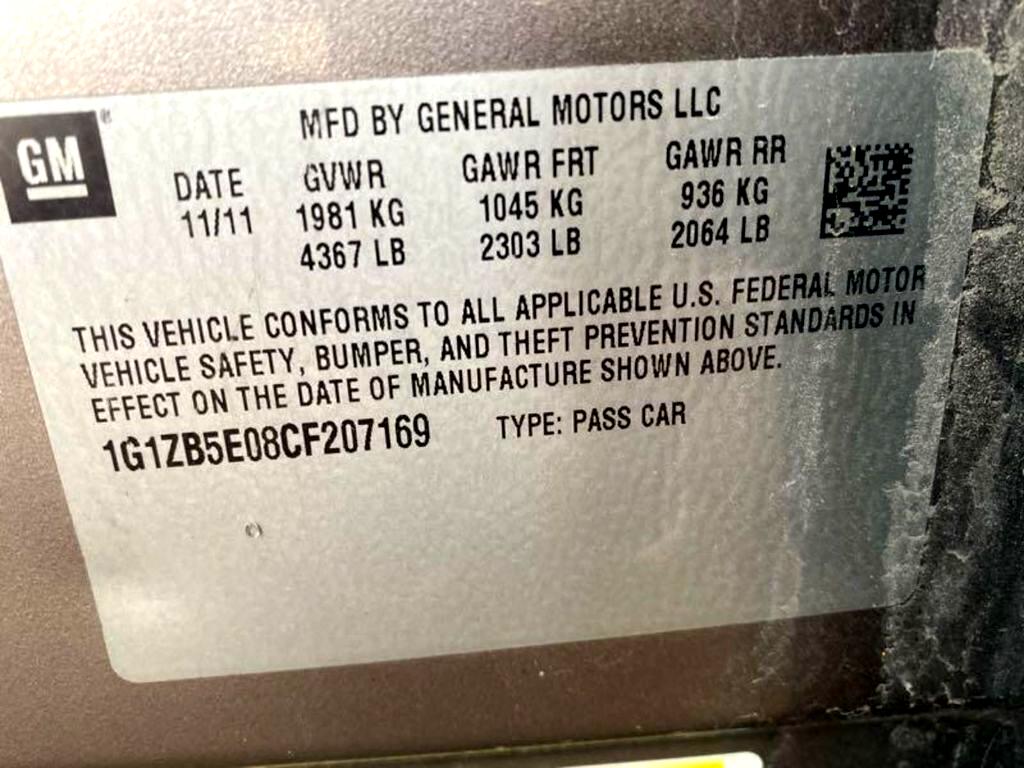 GM®
MFD BY GENERAL MOTORS LLC
DATE GVWR GAWR FRT GAWR RR
11/11 1981 KG 1045 KG 936 KG
4367 LB 2303 LB 2064 LB
THIS VEHICLE CONFORMS TO ALL APPLICABLE U.S. FEDERAL MOTOR
VEHICLE SAFETY, BUMPER, AND THEFT PREVENTION STANDARDS IN
EFFECT ON THE DATE OF MANUFACTURE SHOWN ABOVE.
1G1ZB5E08CF207169 TYPE: PASS CAR